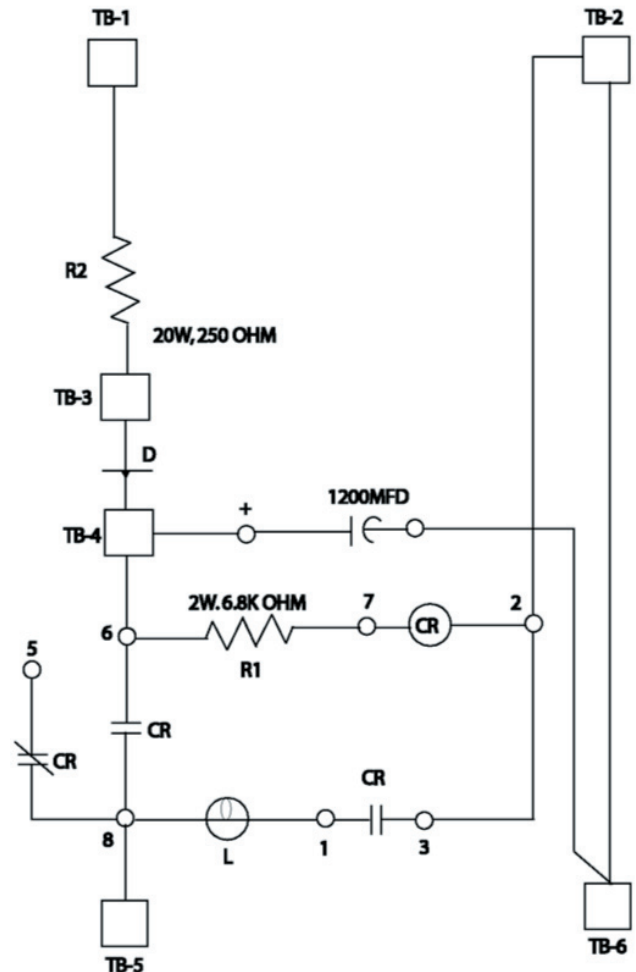 TB-1
TB-2
R2
20W, 250 OHM
TB-3
D
+
1200MFD
TB-4
2W. 6.8K OHM
7
2
6
CR
5
R1
CR
CR
CR
8
L
1
3
TB-5
TB-6